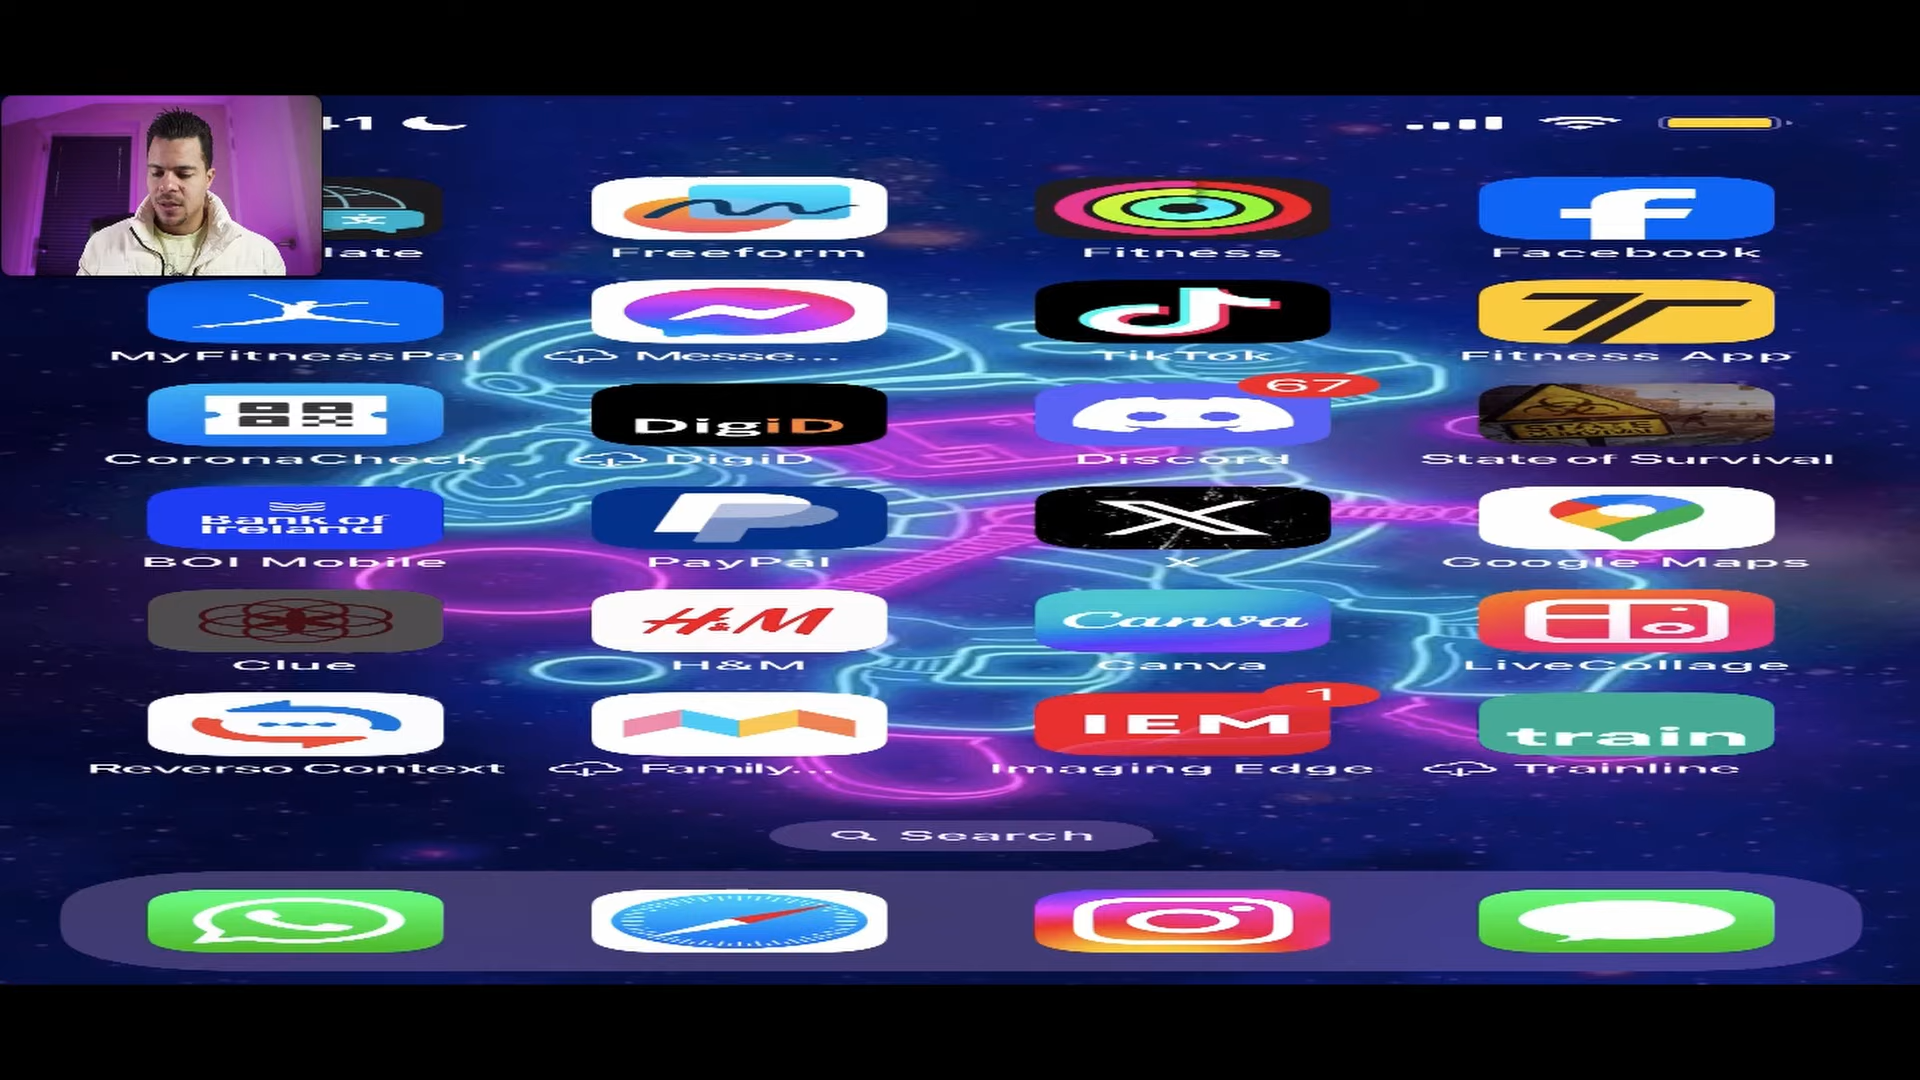 41
late Freeform Fitness Facebook
MyFitnessPal Messe... TikTok Fitness App
DigiD 67
CoronaCheck DigiD Discord State of Survival
Bank of
Ireland
BOI Mobile PayPal X Google Maps
H&M Canva
Clue H&M Canva LiveCollage
IEM 1 train
Reverso Context Family... Imaging Edge Trainline
Search